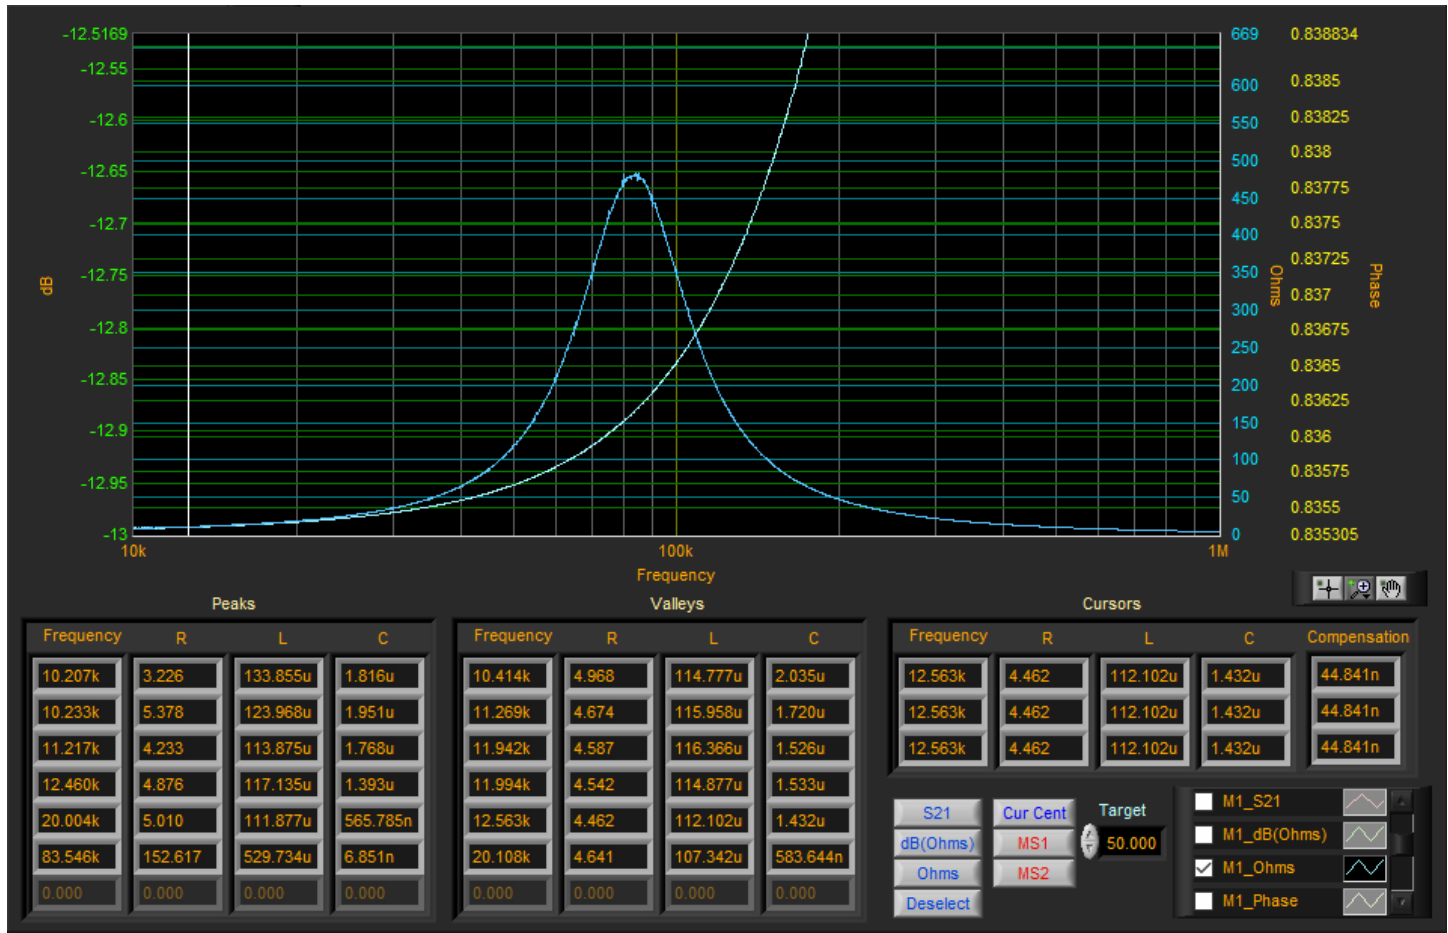 -12.5169
-12.55
-12.6
-12.65
-12.7
-12.75
-12.8
-12.85
-12.9
-12.95
-13
dB
669
600
550
500
450
400
350
300
250
200
150
100
50
0
Ohms
0.838834
0.8385
0.83825
0.838
0.83775
0.8375
0.83725
0.837
0.83675
0.8365
0.83625
0.836
0.83575
0.8355
0.835305
Phase
10k 100k 1M
Frequency
Peaks
Frequency R L C
10.207k 3.226 133.855u 1.816u
10.233k 5.378 123.968u 1.951u
11.217k 4.233 113.875u 1.768u
12.460k 4.876 117.135u 1.393u
20.004k 5.010 111.877u 565.785n
83.546k 152.617 529.734u 6.851n
0.000 0.000 0.000 0.000
Valleys
Frequency R L C
10.414k 4.968 114.777u 2.035u
11.269k 4.674 115.958u 1.720u
11.942k 4.587 116.366u 1.526u
11.994k 4.542 114.877u 1.533u
12.563k 4.462 112.102u 1.432u
20.108k 4.641 107.342u 583.644n
0.000 0.000 0.000 0.000
Cursors
Frequency R L C Compensation
12.563k 4.462 112.102u 1.432u 44.841n
12.563k 4.462 112.102u 1.432u 44.841n
12.563k 4.462 112.102u 1.432u 44.841n
S21
dB(Ohms)
Ohms
Deselect
Cur Cent
MS1
MS2
Target
50.000
M1_S21
M1_dB(Ohms)
M1_Ohms
M1_Phase